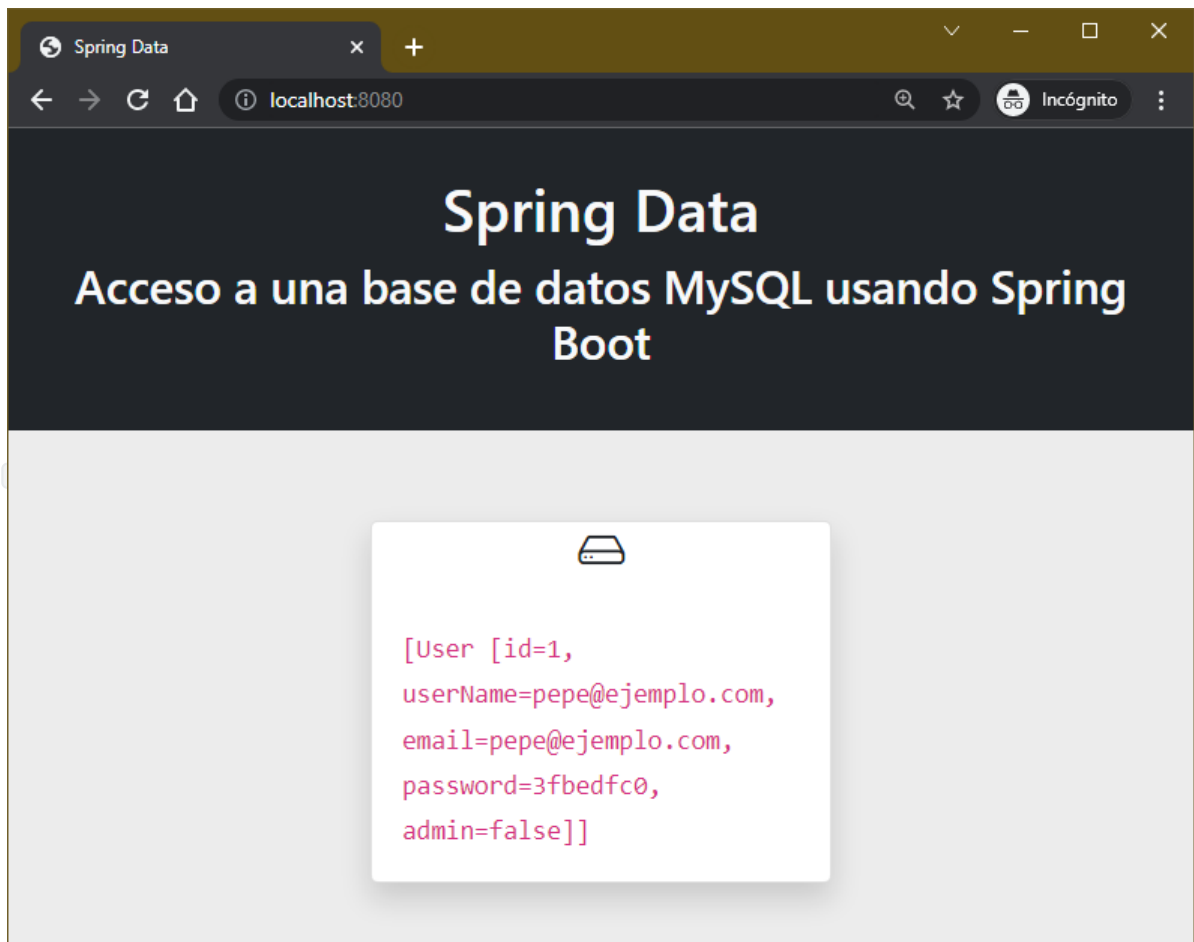 Spring Data
localhost:8080
Incógnito
Spring Data
Acceso a una base de datos MySQL usando Spring
Boot
[User [id=1,
userName=pepe@ejemplo.com,
email=pepe@ejemplo.com,
password=3fbedfc0,
admin=false]]